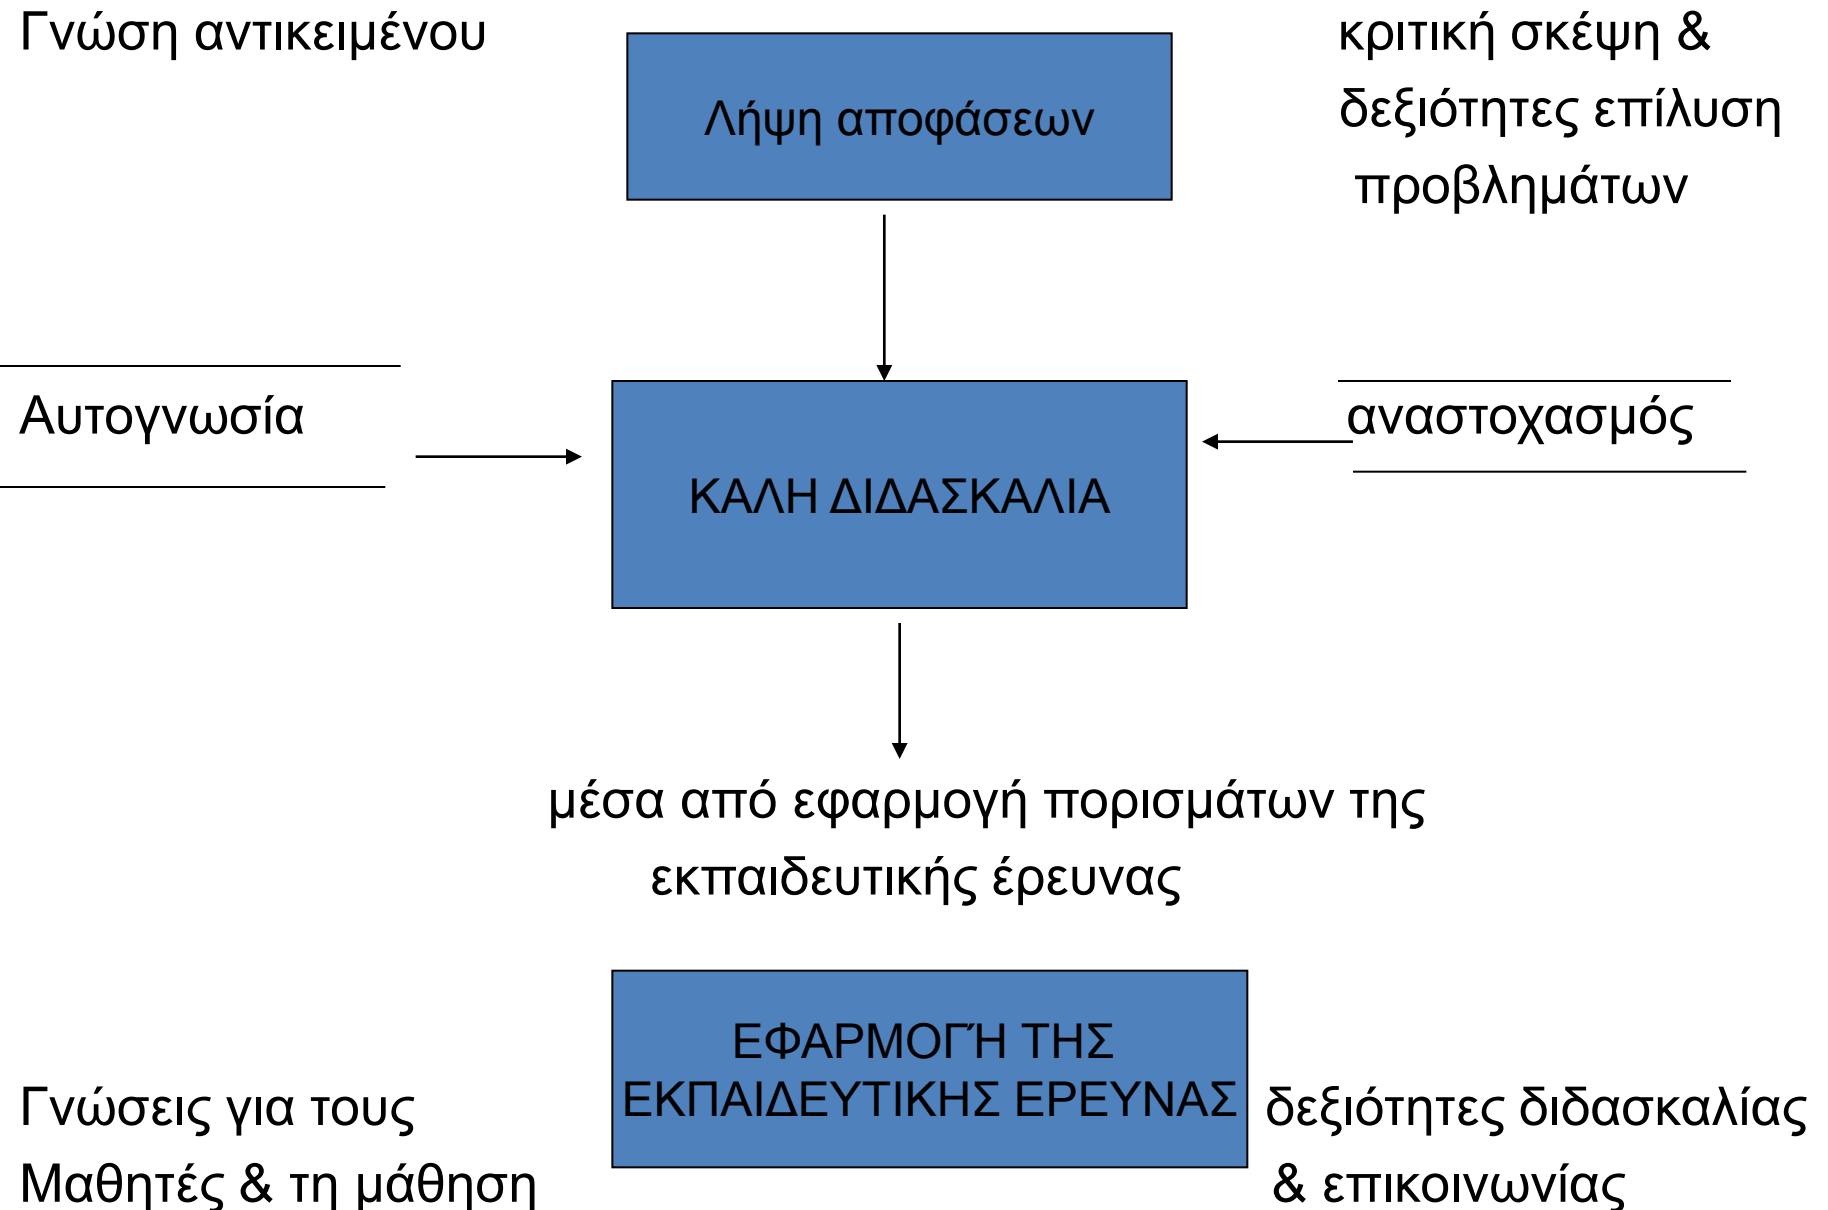 Γνώση αντικειμένου
Λήψη αποφάσεων
κριτική σκέψη &
δεξιότητες επίλυση
προβλημάτων
Αυτογνωσία
ΚΑΛΗ ΔΙΔΑΣΚΑΛΙΑ
αναστοχασμός
μέσα από εφαρμογή πορισμάτων της
εκπαιδευτικής έρευνας
ΕΦΑΡΜΟΓΉ ΤΗΣ
ΕΚΠΑΙΔΕΥΤΙΚΗΣ ΕΡΕΥΝΑΣ
Γνώσεις για τους
Μαθητές & τη μάθηση
δεξιότητες διδασκαλίας
& επικοινωνίας